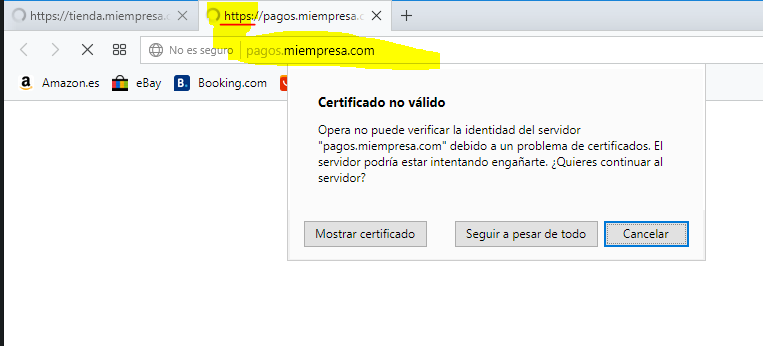 https://tienda.miempresa.c
https://pagos.miempresa.c
No es seguro pagos.miempresa.com
Amazon.es eBay Booking.com
Certificado no válido
Opera no puede verificar la identidad del servidor
"pagos.miempresa.com" debido a un problema de certificados. El
servidor podría estar intentando engañarte. ¿Quieres continuar al
servidor?
Mostrar certificado Seguir a pesar de todo Cancelar